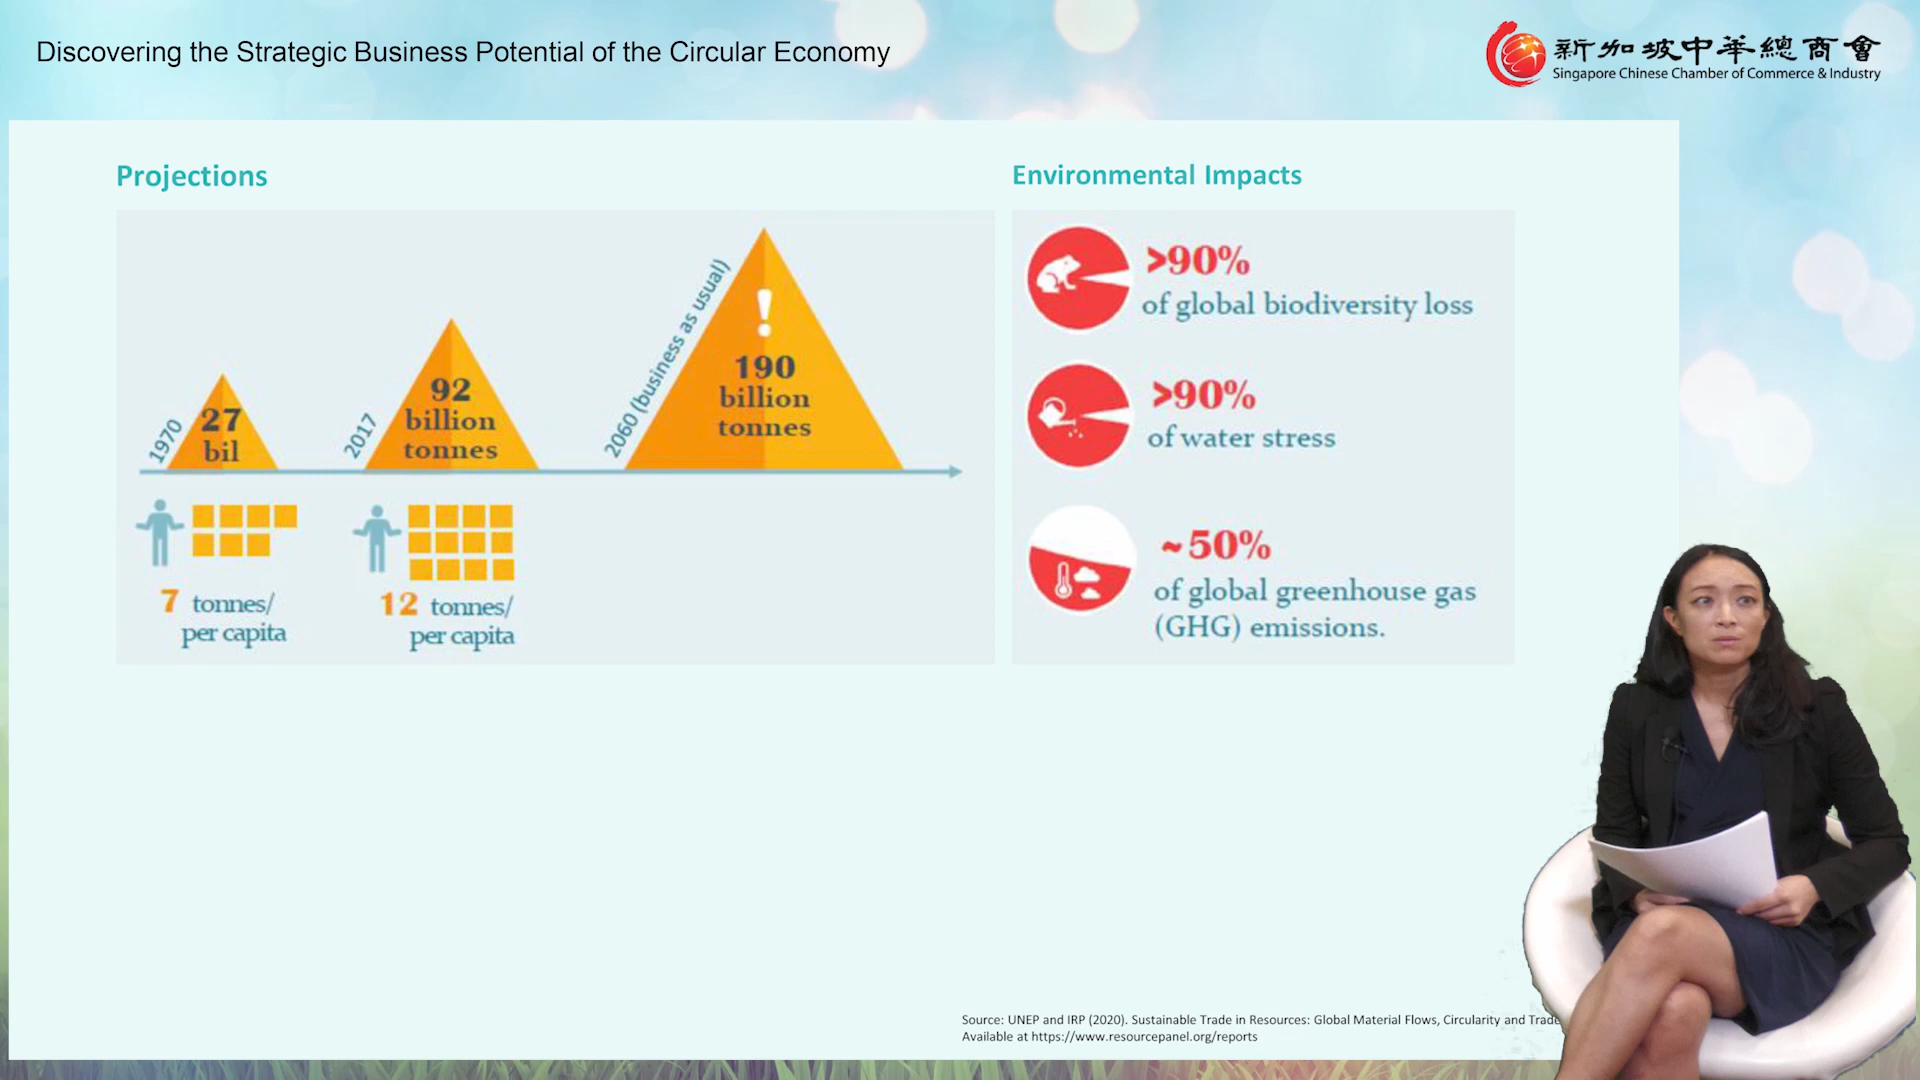 Discovering the Strategic Business Potential of the Circular Economy
新加坡中華總商會
Singapore Chinese Chamber of Commerce & Industry
Projections
1970
27
bil
2017
92
billion
tonnes
2060 (business as usual)
!
190
billion
tonnes
7 tonnes/
per capita
12 tonnes/
per capita
Environmental Impacts
>90%
of global biodiversity loss
>90%
of water stress
~50%
of global greenhouse gas
(GHG) emissions.
Source: UNEP and IRP (2020). Sustainable Trade in Resources: Global Material Flows, Circularity and Trade
Available at https://www.resourcepanel.org/reports